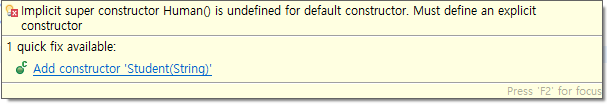 Implicit super constructor Human() is undefined for default constructor. Must define an explicit
constructor
1 quick fix available:
Add constructor 'Student(String)'
Press 'F2' for focus